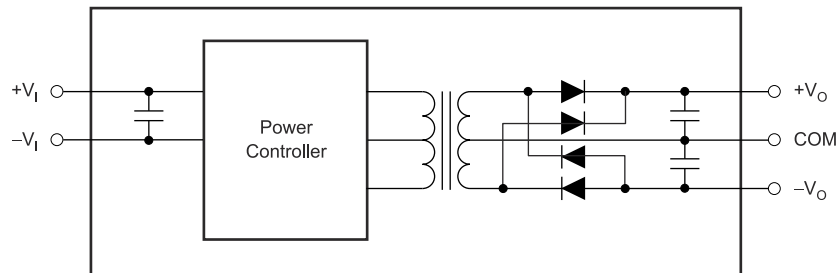 +V_I
−V_I
Power
Controller
+V_O
COM
−V_O